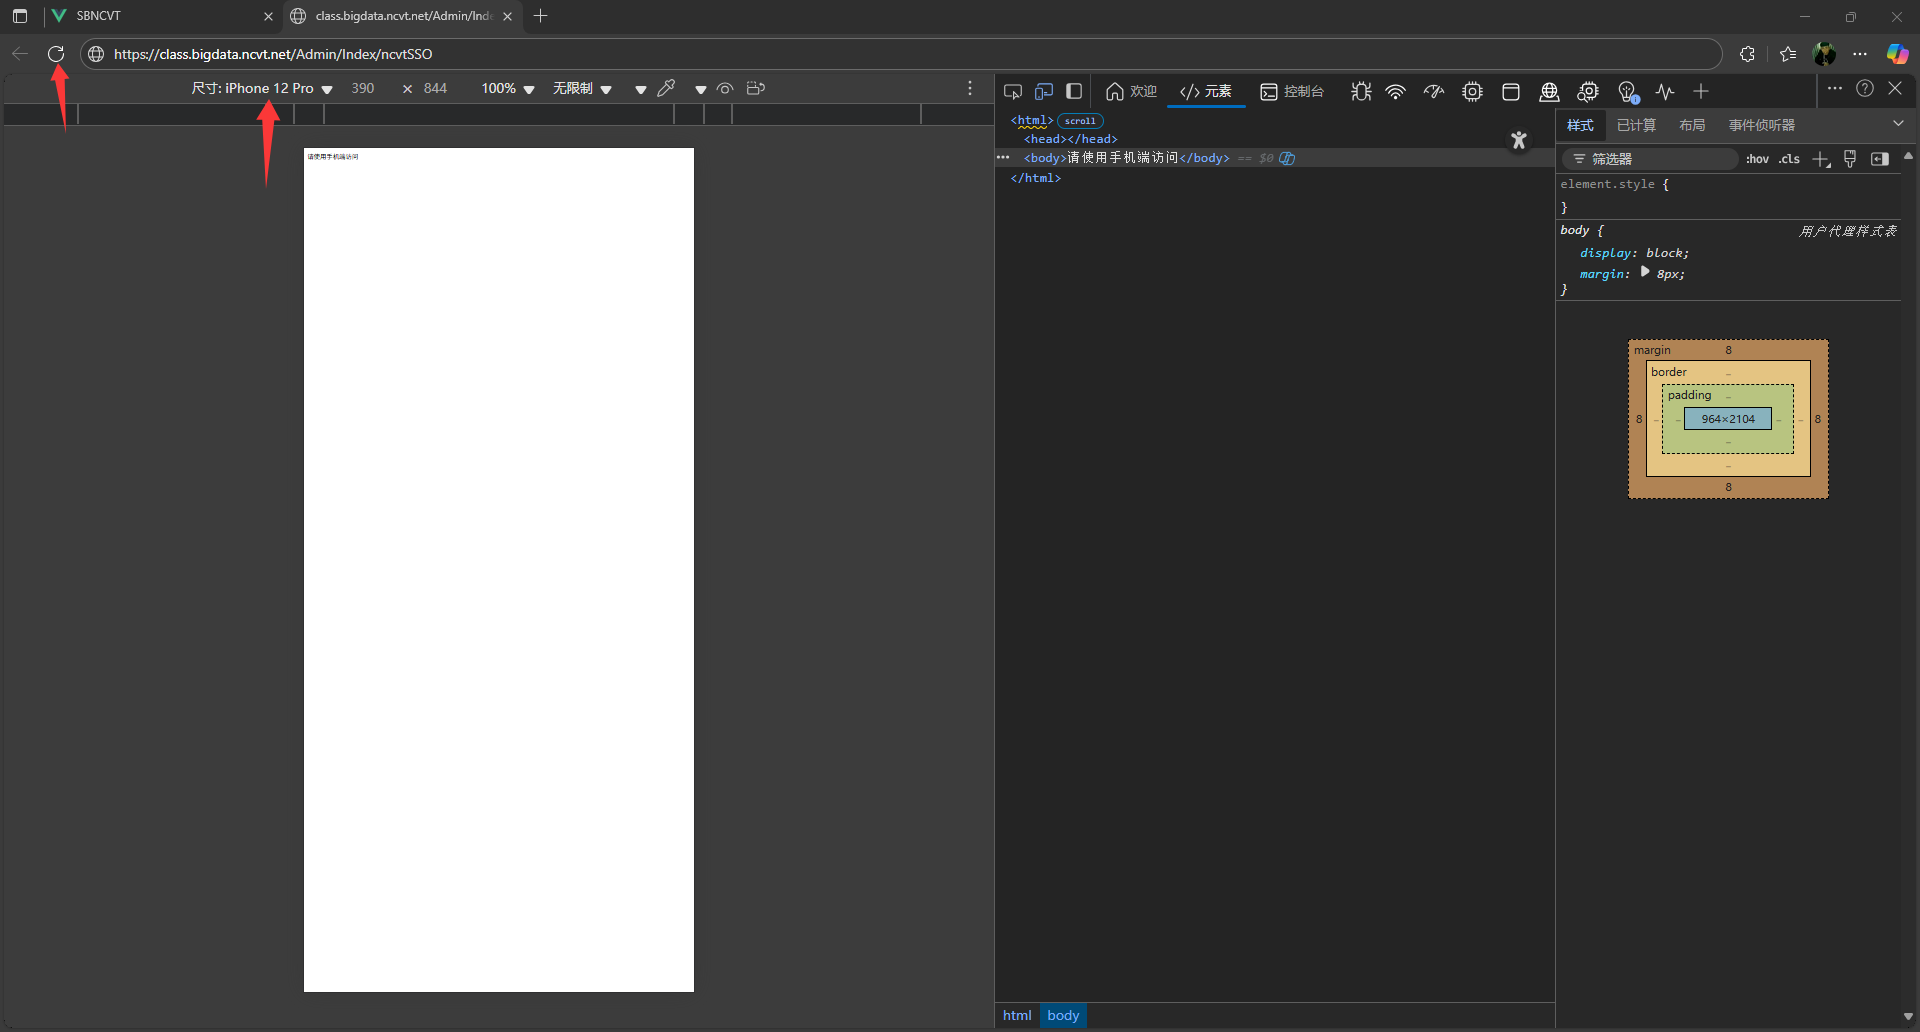 SBNCVT
class.bigdata.ncvt.net/Admin/Inde
https://class.bigdata.ncvt.net/Admin/Index/ncvtSSO
尺寸: iPhone 12 Pro 390 × 844 100% 无限制
欢迎 元素 控制台
请使用手机端访问
<html> scroll
<head></head>
<body>请使用手机端访问</body> == $0
</html>
样式 已计算 布局 事件侦听器
筛选器 :hov .cls
element.style {
}
body { 用户代理样式表
display: block;
margin: 8px;
}
margin 8
border –
padding –
8 – – 964×2104 – – 8
–
–
8
html body